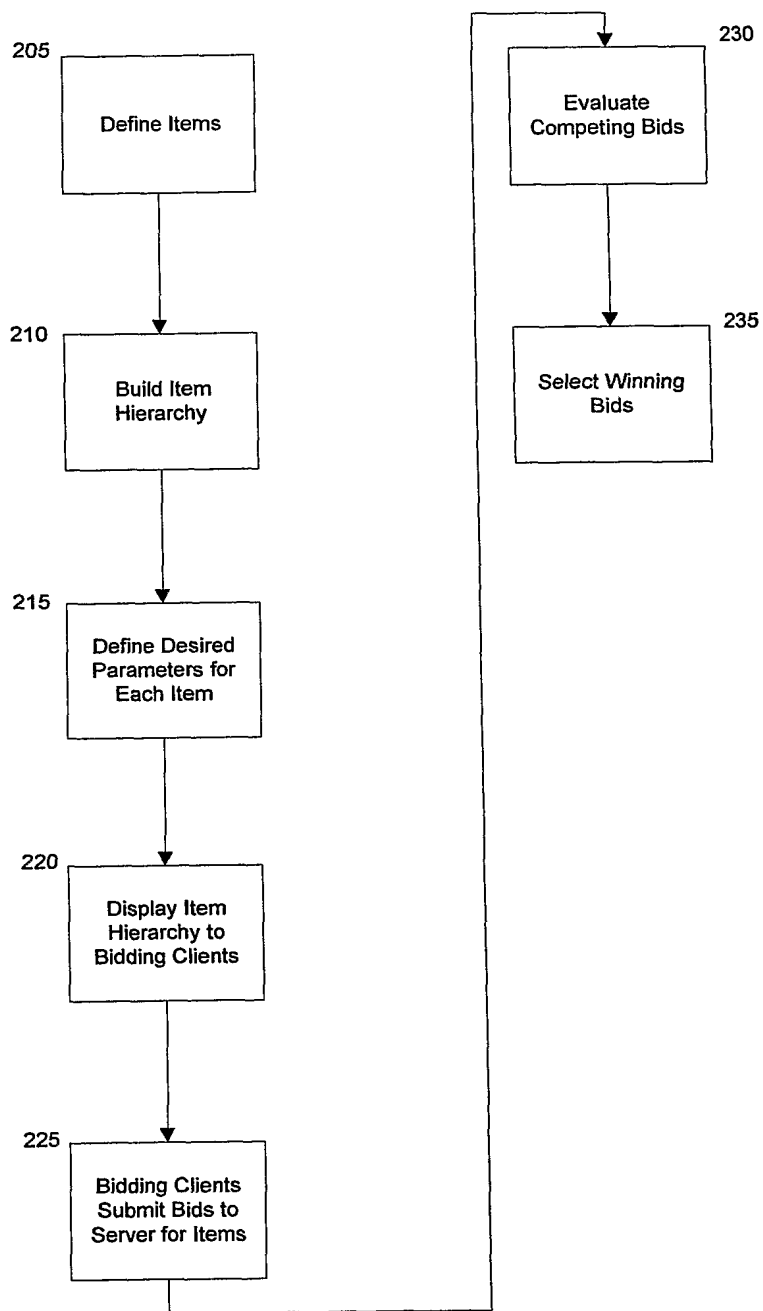 205
Define Items
210
Build Item
Hierarchy
215
Define Desired
Parameters for
Each Item
220
Display Item
Hierarchy to
Bidding Clients
225
Bidding Clients
Submit Bids to
Server for Items
230
Evaluate
Competing Bids
235
Select Winning
Bids